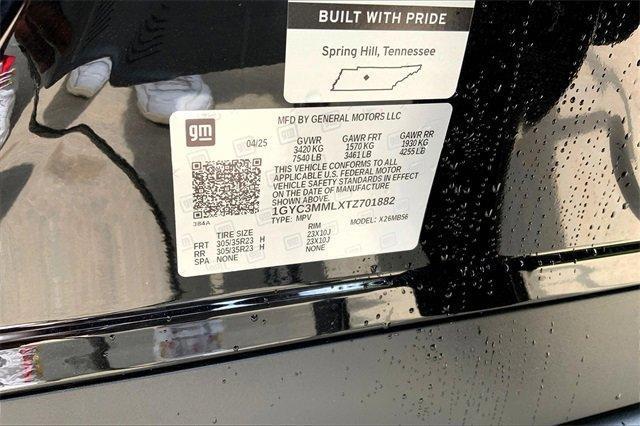 BUILT WITH PRIDE
Spring Hill, Tennessee
gm
MFD BY GENERAL MOTORS LLC
04/25 GVWR GAWR FRT GAWR RR
3420 KG 1570 KG 1930 KG
7540 LB 3461 LB 4255 LB
THIS VEHICLE CONFORMS TO ALL
APPLICABLE U.S. FEDERAL MOTOR
VEHICLE SAFETY STANDARDS IN
EFFECT ON THE DATE OF MANUFACTURE
SHOWN ABOVE.
1GYC3MMLXTZ701882
384A
TYPE: MPV MODEL: X26MB56
TIRE SIZE RIM
FRT 305/35R23 H 23X10J
RR 305/35R23 H 23X10J
SPA NONE NONE